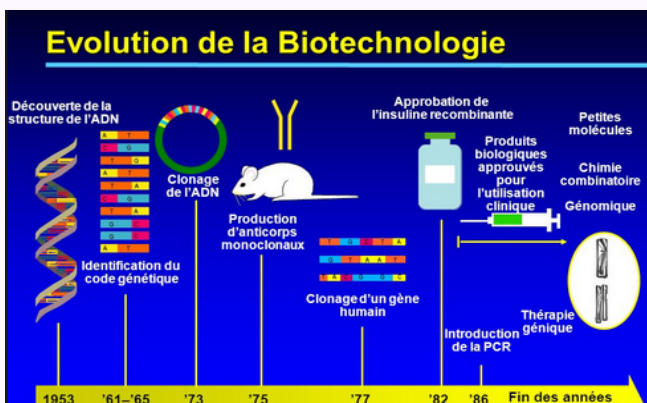 Evolution de la Biotechnologie
Découverte de la
structure de l'ADN
A T
C G
T G
A T
T A
C G
T A
G C
G C
A T
Identification du
code génétique
Clonage
de l'ADN
Production
d'anticorps
monoclonaux
T G C T A
G T A A T
T A C G G C
Clonage d'un gène
humain
Approbation de
l'insuline recombinante
Produits
biologiques
approuvés
pour
l'utilisation
clinique
Introduction
de la PCR
Petites
molécules
Chimie
combinatoire
Génomique
Thérapie
génique
1953 '61–'65 '73 '75 '77 '82 '86 Fin des années